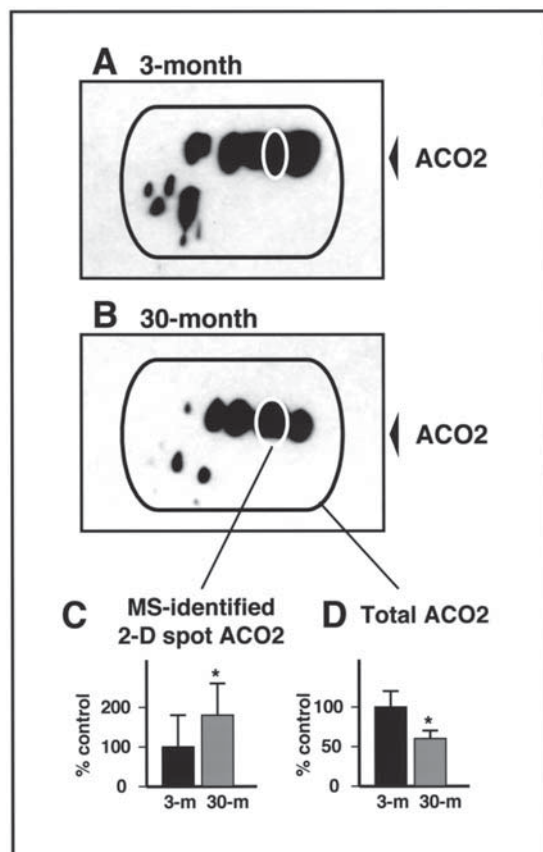 A 3-month
ACO2
B 30-month
ACO2
C MS-identified
2-D spot ACO2
D Total ACO2
% control
200
100
0
*
3-m 30-m
% control
100
50
0
*
3-m 30-m